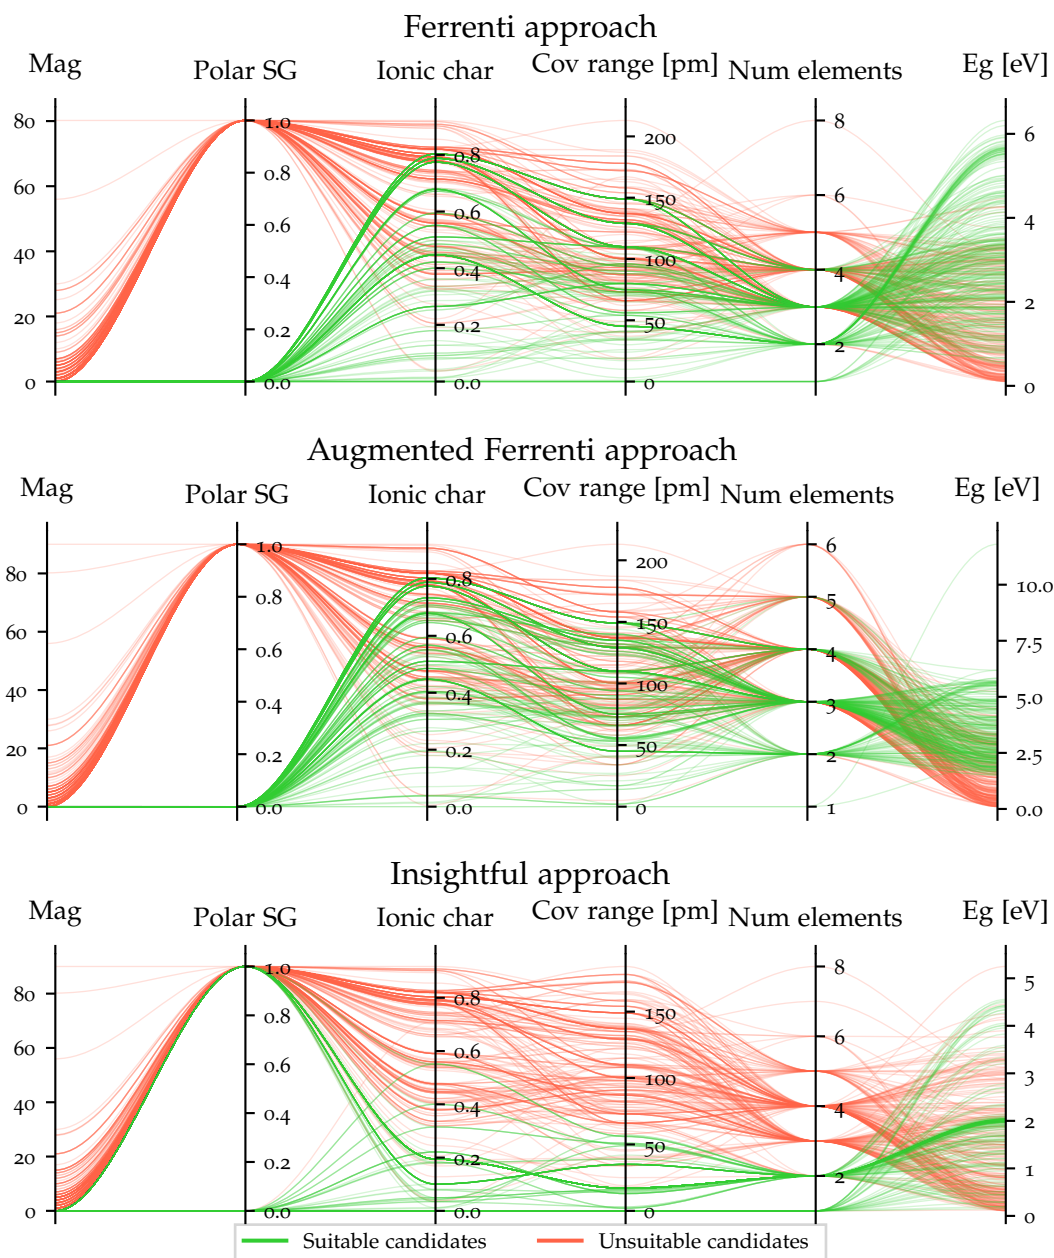 Ferrenti approach
Mag Polar SG Ionic char Cov range [pm] Num elements Eg [eV]
80 60 40 20 0
1.0 0.8 0.6 0.4 0.2 0.0
0.8 0.6 0.4 0.2 0.0
200 150 100 50 0
8 6 4 2
6 4 2 0
Augmented Ferrenti approach
Mag Polar SG Ionic char Cov range [pm] Num elements Eg [eV]
80 60 40 20 0
1.0 0.8 0.6 0.4 0.2 0.0
0.8 0.6 0.4 0.2 0.0
200 150 100 50 0
6 5 4 3 2 1
10.0 7.5 5.0 2.5 0.0
Insightful approach
Mag Polar SG Ionic char Cov range [pm] Num elements Eg [eV]
80 60 40 20 0
1.0 0.8 0.6 0.4 0.2 0.0
0.8 0.6 0.4 0.2 0.0
150 100 50 0
8 6 4 2
5 4 3 2 1 0
Suitable candidates Unsuitable candidates